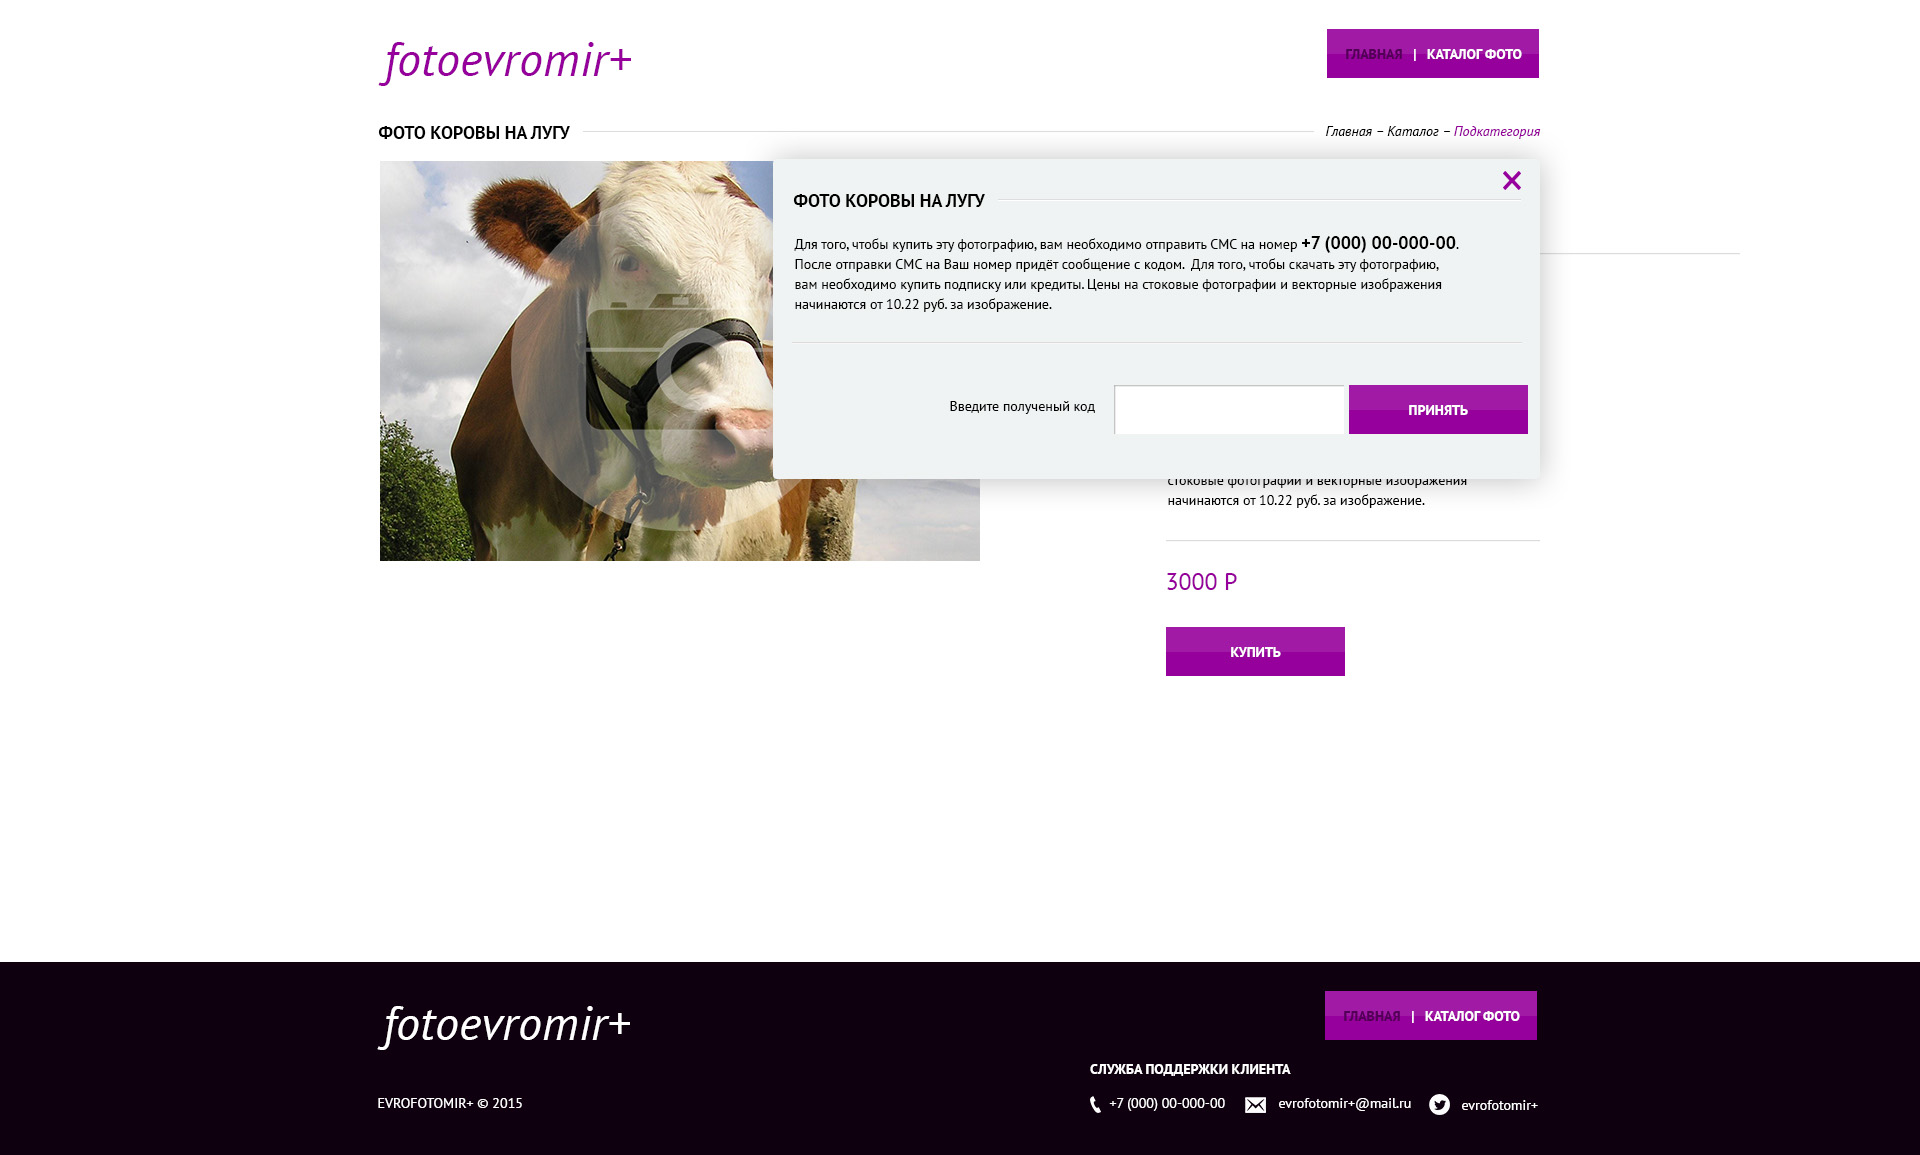 fotoevromir+
ГЛАВНАЯ | КАТАЛОГ ФОТО
ФОТО КОРОВЫ НА ЛУГУ
Главная – Каталог – Подкатегория
ФОТО КОРОВЫ НА ЛУГУ
Для того, чтобы купить эту фотографию, вам необходимо отправить СМС на номер +7 (000) 00-000-00.
После отправки СМС на Ваш номер придёт сообщение с кодом. Для того, чтобы скачать эту фотографию,
вам необходимо купить подписку или кредиты. Цены на стоковые фотографии и векторные изображения
начинаются от 10.22 руб. за изображение.
Введите полученый код
ПРИНЯТЬ
стоковые фотографии и векторные изображения
начинаются от 10.22 руб. за изображение.
3000 Р
КУПИТЬ
fotoevromir+
ГЛАВНАЯ | КАТАЛОГ ФОТО
СЛУЖБА ПОДДЕРЖКИ КЛИЕНТА
EVROFOTOMIR+ © 2015
+7 (000) 00-000-00
evrofotomir+@mail.ru
evrofotomir+